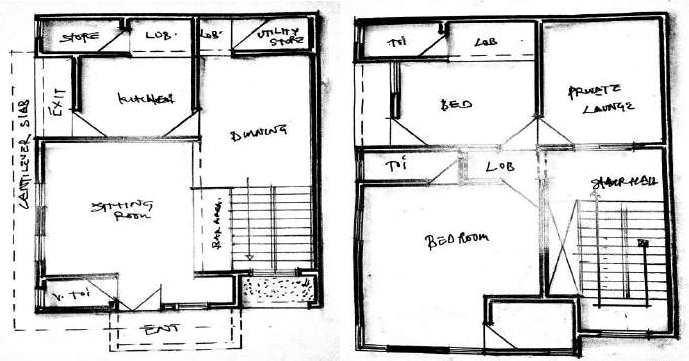 STORE
LOB.
LOB.
UTILITY
STORE
EXIT
KITCHEN
DINNING
CANTILEVER SLAB
SITTING
ROOM
BAR AREA.
V. TOI
ENT
TOI
LOB
BED
PRIVATE
LAUNGE
TOI
LOB
STAIR HALL
BED ROOM